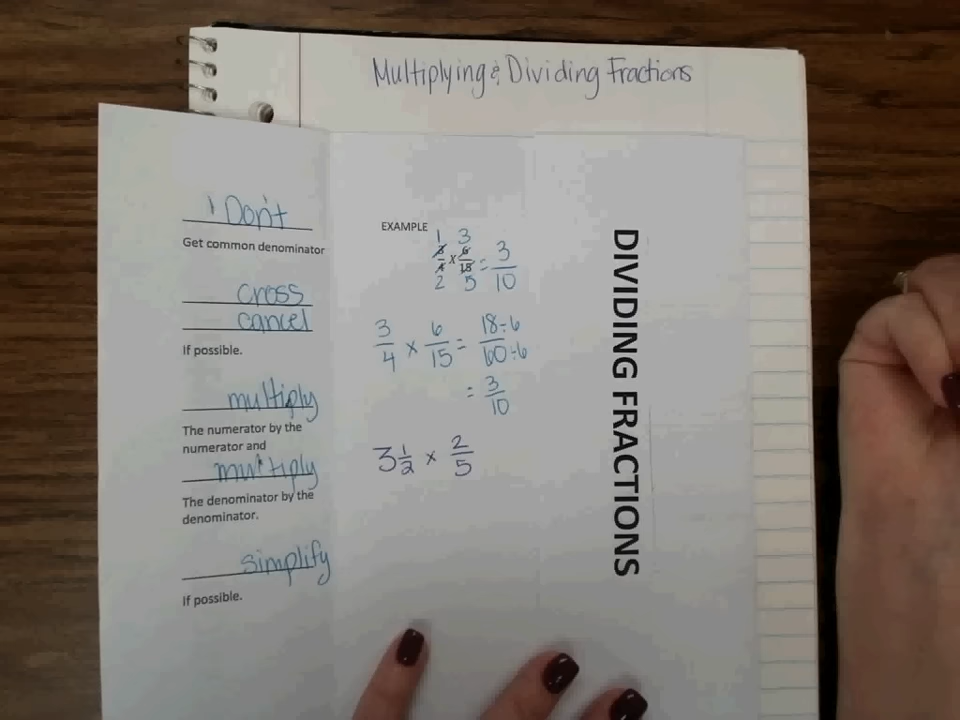 Multiplying & Dividing Fractions
I Don't
Get common denominator
cross
cancel
If possible.
multiply
The numerator by the
numerator and
multiply
The denominator by the
denominator.
simplify
If possible.
EXAMPLE
1 3
3/4 x 6/15 = 3/10
2 5
3/4 x 6/15 = 18÷6/60÷6
= 3/10
3 1/2 x 2/5
DIVIDING FRACTIONS